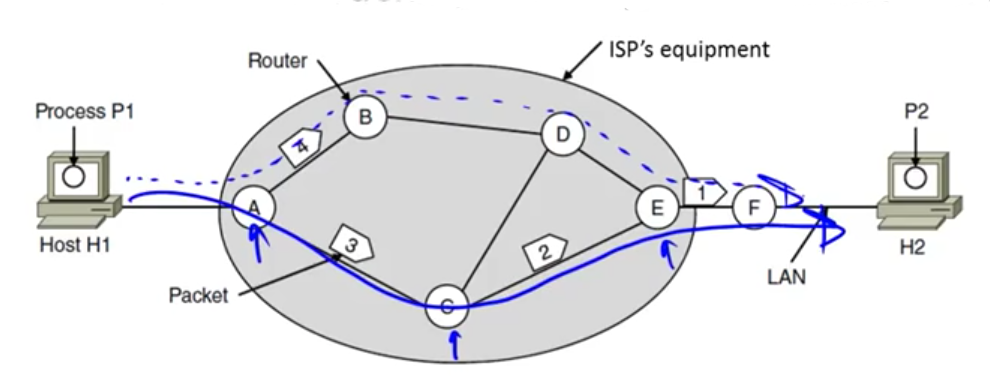 ISP's equipment
Router
Process P1
P2
B
D
4
1
A
E
F
3
2
Host H1
H2
LAN
Packet
C